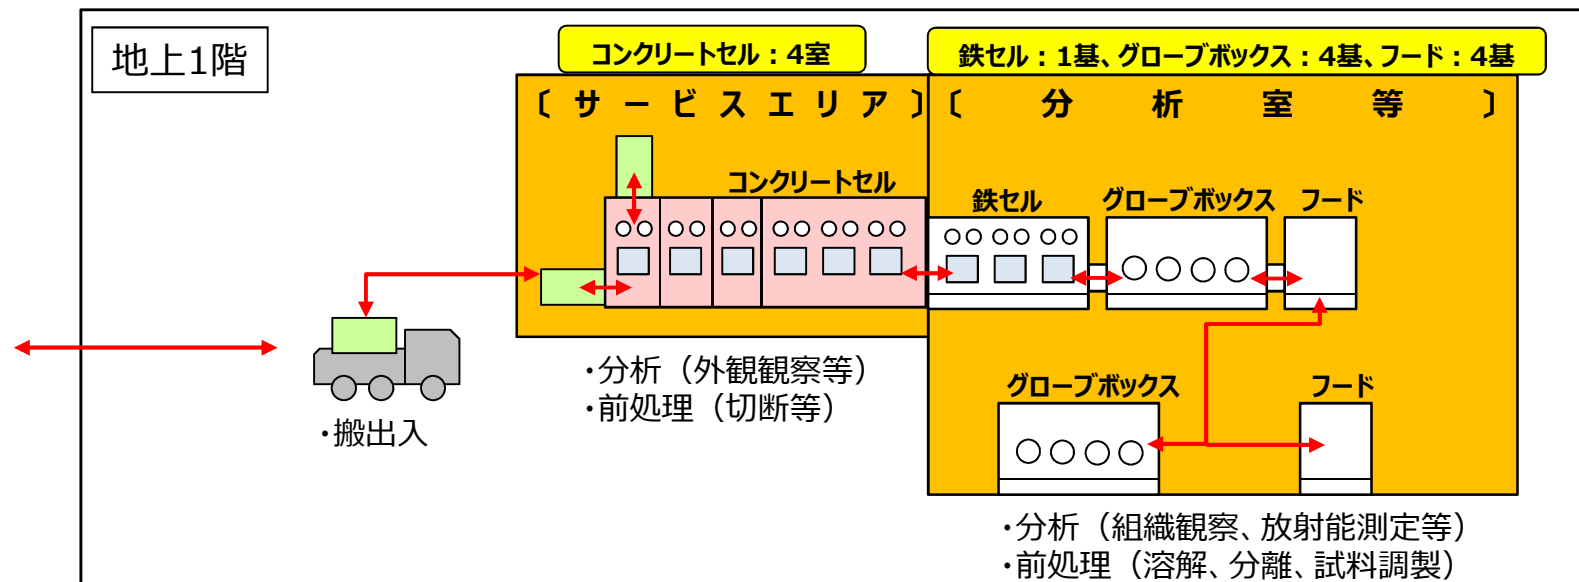 地上1階
コンクリートセル：4室
鉄セル：1基、グローブボックス：4基、フード：4基
〔サービスエリア〕
〔分析室等〕
コンクリートセル
鉄セル
グローブボックス
フード
・搬出入
・分析（外観観察等）
・前処理（切断等）
グローブボックス
フード
・分析（組織観察、放射能測定等）
・前処理（溶解、分離、試料調製）